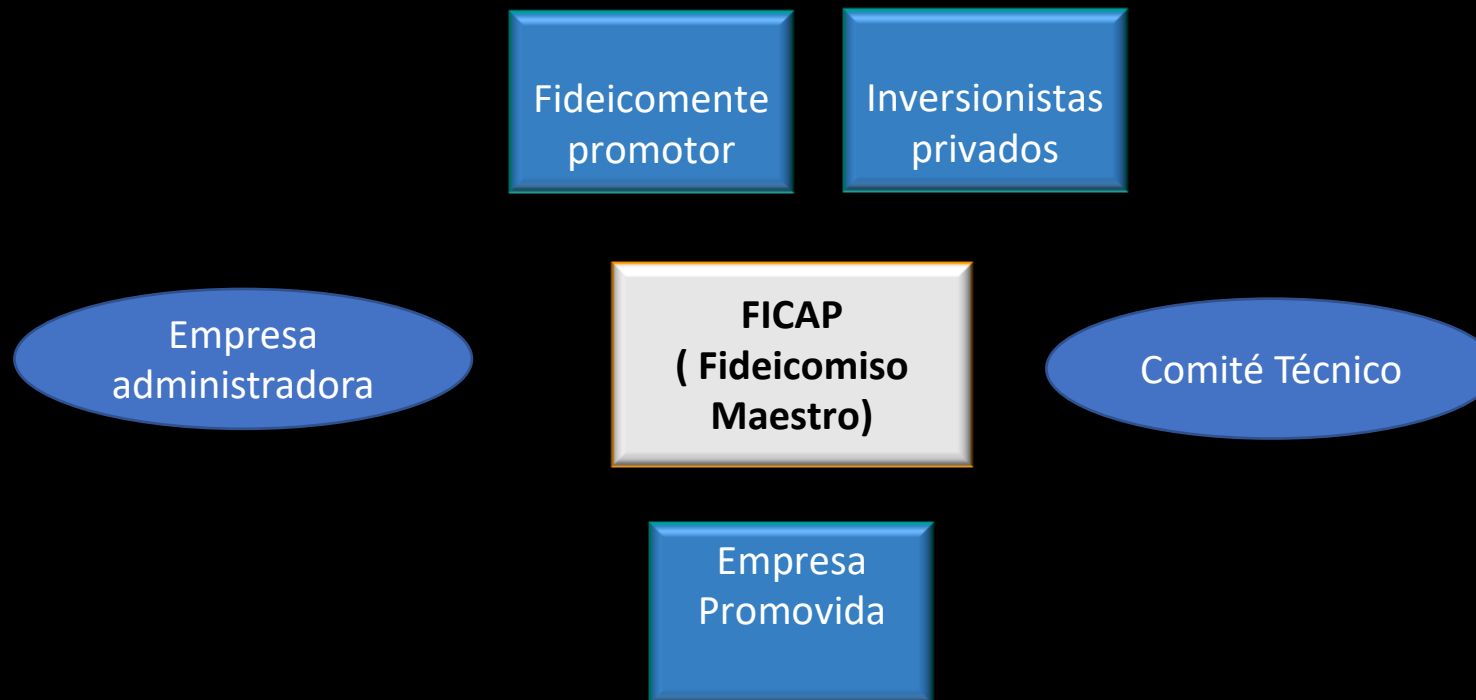 Fideicomente
promotor
Inversionistas
privados
FICAP
( Fideicomiso
Maestro)
Empresa
administradora
Comité Técnico
Empresa
Promovida